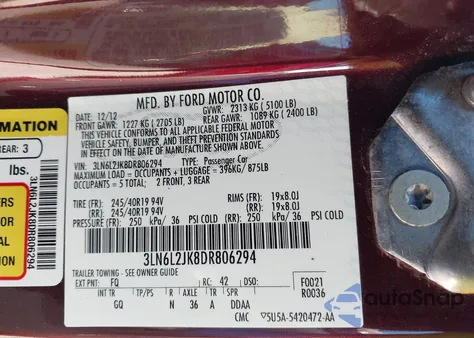 MFD. BY FORD MOTOR CO.
DATE: 12/12 GVWR: 2313 KG ( 5100 LB)
FRONT GAWR: 1227 KG ( 2705 LB) REAR GAWR: 1089 KG ( 2400 LB)
THIS VEHICLE CONFORMS TO ALL APPLICABLE FEDERAL MOTOR
VEHICLE SAFETY, BUMPER, AND THEFT PREVENTION STANDARDS
IN EFFECT ON THE DATE OF MANUFACTURE SHOWN ABOVE.
VIN: 3LN6L2JK8DR806294 TYPE: Passenger Car
MAXIMUM LOAD = OCCUPANTS + LUGGAGE = 396KG/875LB
OCCUPANTS = 5 TOTAL: 2 FRONT, 3 REAR
TIRE (FR): 245/40R19 94V RIMS (FR): 19x8.0J
(RR): 245/40R19 94V (RR): 19x8.0J
PRESSURE (FR): 250 kPa/ 36 PSI COLD (RR): 250 kPa/ 36 PSI COLD
3LN6L2JK8DR806294
TRAILER TOWING - SEE OWNER GUIDE
EXT PNT: FQ RC: 42 DSO: F0021
R0036
INT TR TP/PS R AXLE TR
GQ N 36 A DDAA
CMC 5U5A-5420472-AA
RMATION
REAR: 3
lbs.
3LN6L2JK8DR806294
autoSnap